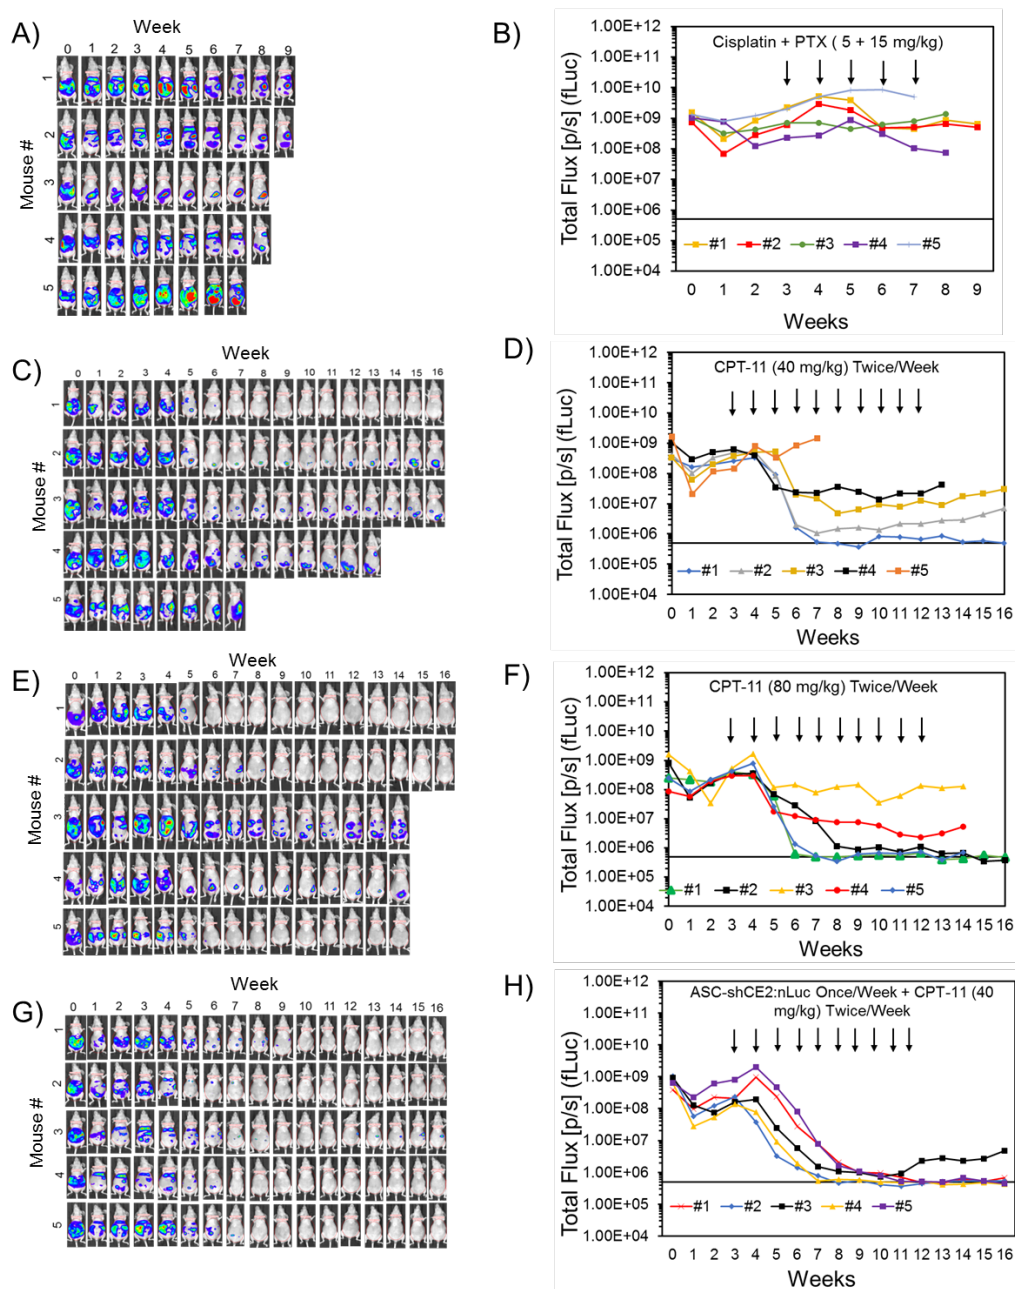 A)
Week
0 1 2 3 4 5 6 7 8 9
Mouse #
1
2
3
4
5
B)
Cisplatin + PTX ( 5 + 15 mg/kg)
Total Flux [p/s] (fLuc)
1.00E+12
1.00E+11
1.00E+10
1.00E+09
1.00E+08
1.00E+07
1.00E+06
1.00E+05
1.00E+04
#1 #2 #3 #4 #5
0 1 2 3 4 5 6 7 8 9
Weeks
C)
Week
0 1 2 3 4 5 6 7 8 9 10 11 12 13 14 15 16
Mouse #
1
2
3
4
5
D)
CPT-11 (40 mg/kg) Twice/Week
Total Flux [p/s] (fLuc)
1.00E+12
1.00E+11
1.00E+10
1.00E+09
1.00E+08
1.00E+07
1.00E+06
1.00E+05
1.00E+04
#1 #2 #3 #4 #5
0 1 2 3 4 5 6 7 8 9 10 11 12 13 14 15 16
Weeks
E)
Week
0 1 2 3 4 5 6 7 8 9 10 11 12 13 14 15 16
Mouse #
1
2
3
4
5
F)
CPT-11 (80 mg/kg) Twice/Week
Total Flux [p/s] (fLuc)
1.00E+12
1.00E+11
1.00E+10
1.00E+09
1.00E+08
1.00E+07
1.00E+06
1.00E+05
1.00E+04
#1 #2 #3 #4 #5
0 1 2 3 4 5 6 7 8 9 10 11 12 13 14 15 16
Weeks
G)
Week
0 1 2 3 4 5 6 7 8 9 10 11 12 13 14 15 16
Mouse #
1
2
3
4
5
H)
ASC-shCE2:nLuc Once/Week + CPT-11 (40
mg/kg) Twice/Week
Total Flux [p/s] (fLuc)
1.00E+12
1.00E+11
1.00E+10
1.00E+09
1.00E+08
1.00E+07
1.00E+06
1.00E+05
1.00E+04
#1 #2 #3 #4 #5
0 1 2 3 4 5 6 7 8 9 10 11 12 13 14 15 16
Weeks